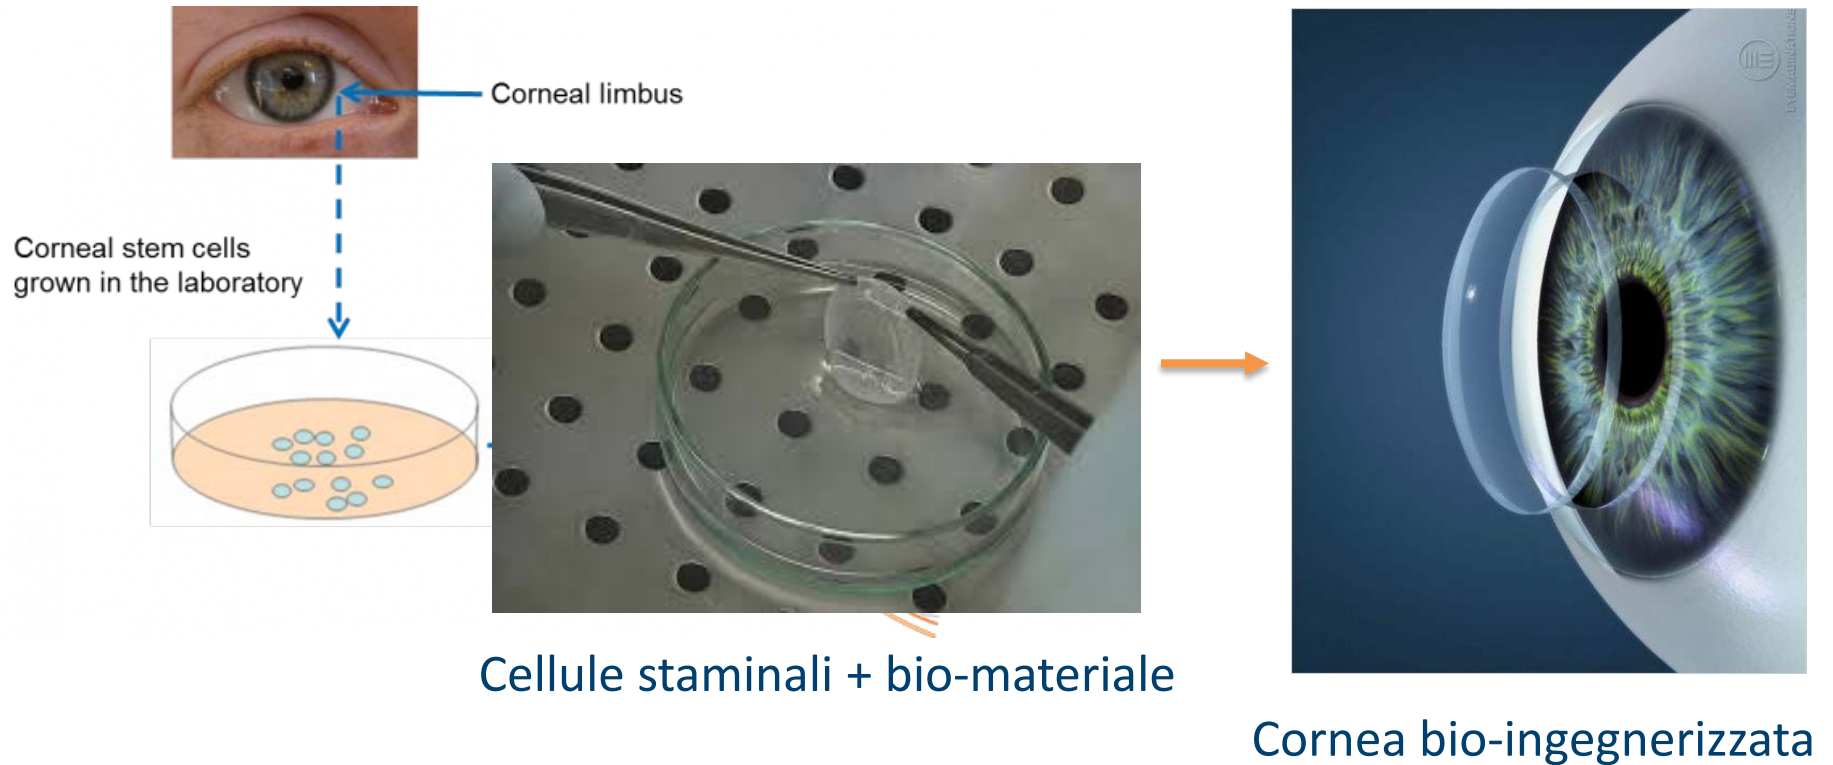 Corneal limbus
Corneal stem cells
grown in the laboratory
Cellule staminali + bio-materiale
Cornea bio-ingegnerizzata